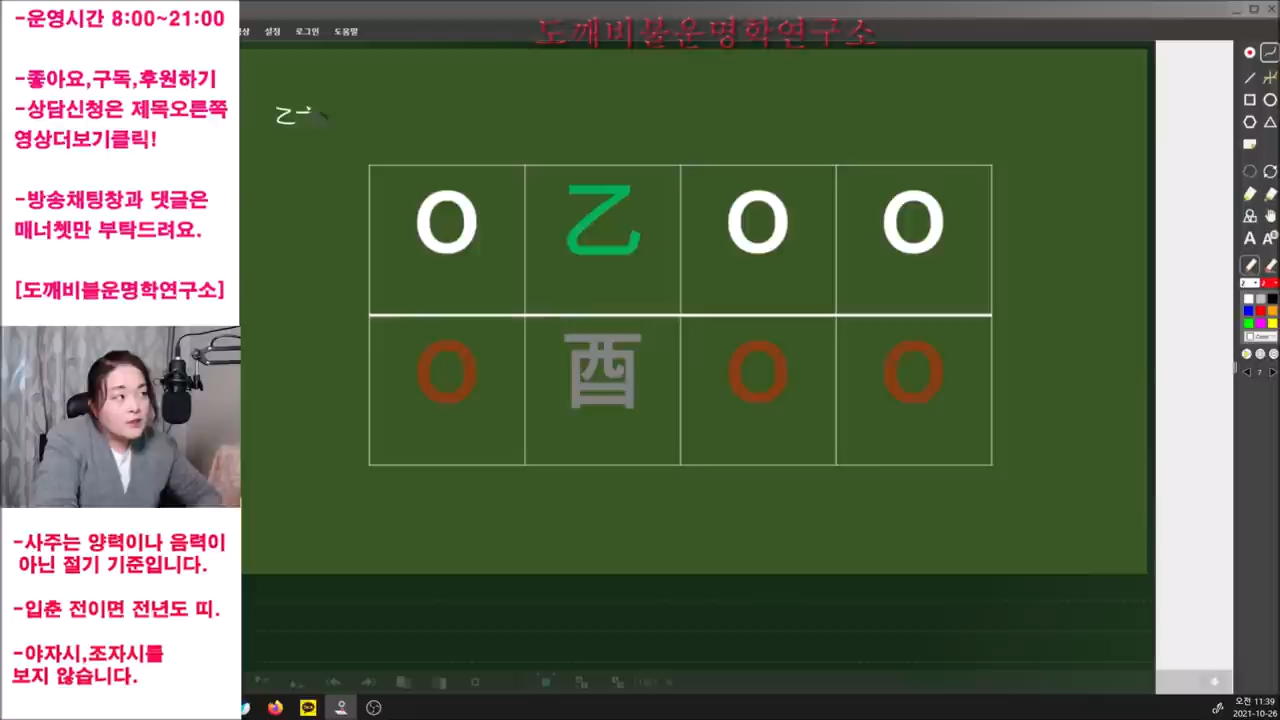 -운영시간 8:00~21:00
-좋아요,구독,후원하기
-상담신청은 제목오른쪽
영상더보기클릭!
-방송채팅창과 댓글은
매너쳇만 부탁드려요.
[도깨비불운명학연구소]
-사주는 양력이나 음력이
아닌 절기 기준입니다.
-입춘 전이면 전년도 띠.
-야자시,조자시를
보지 않습니다.
설정 로그인 도움말
도깨비불운명학연구소
乙
O 乙 O O
O 酉 O O
오전 11:39
2021-10-26